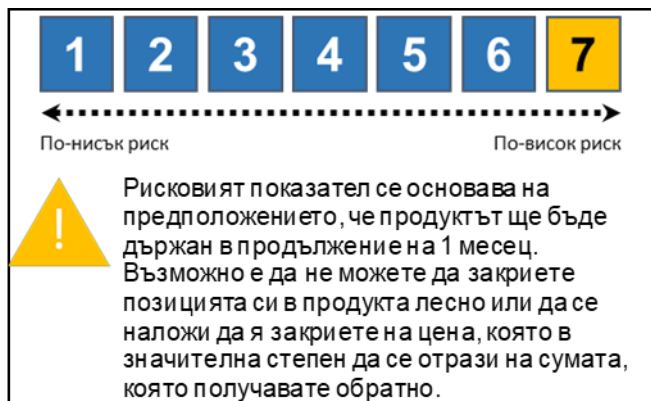 1 2 3 4 5 6 7
По-нисък риск По-висок риск
!
Рисковият показател се основава на
предположението, че продуктът ще бъде
държан в продължение на 1 месец.
Възможно е да не можете да закриете
позицията си в продукта лесно или да се
наложи да я закриете на цена, която в
значителна степен да се отрази на сумата,
която получавате обратно.